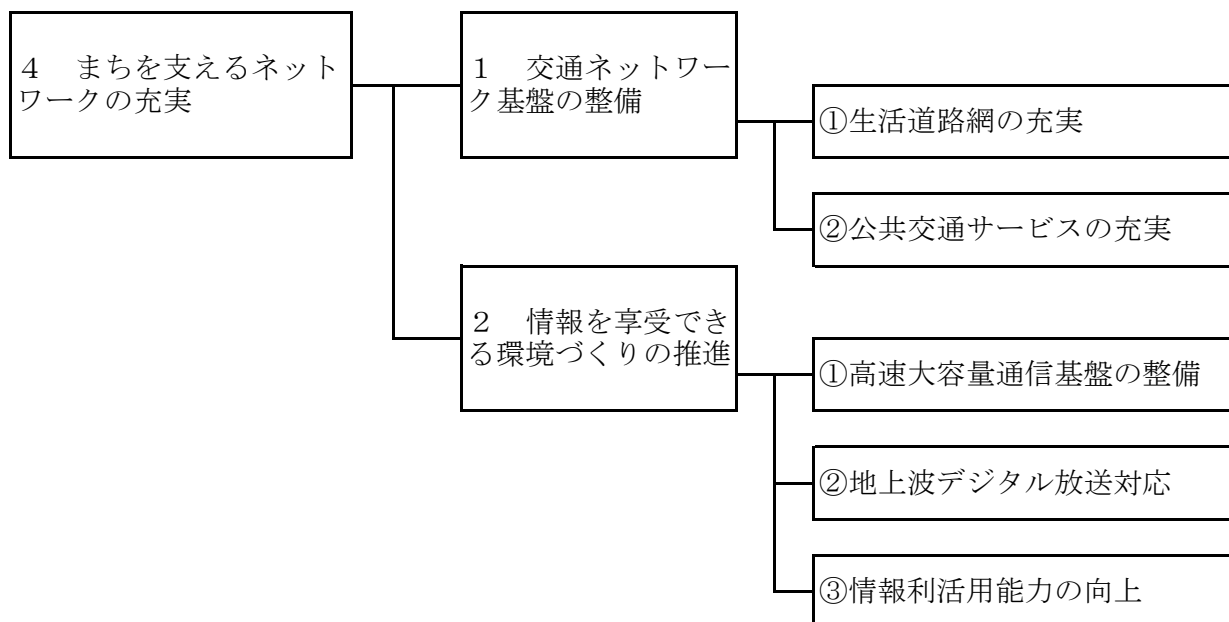 ４　まちを支えるネット
ワークの充実
１　交通ネットワー
ク基盤の整備
①生活道路網の充実
②公共交通サービスの充実
２　情報を享受でき
る環境づくりの推進
①高速大容量通信基盤の整備
②地上波デジタル放送対応
③情報利活用能力の向上